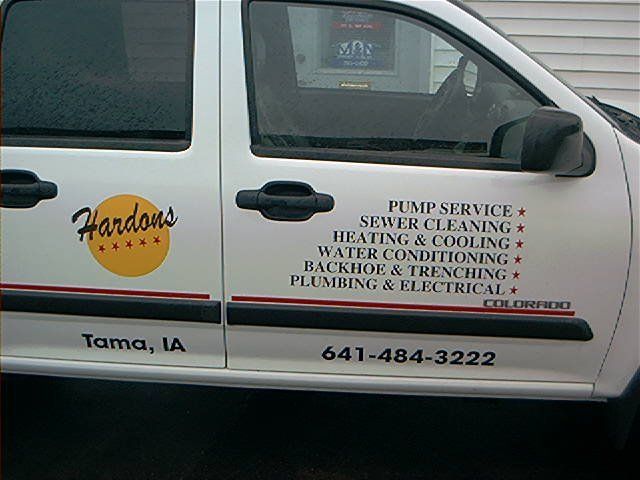 Hardons
PUMP SERVICE
SEWER CLEANING
HEATING & COOLING
WATER CONDITIONING
BACKHOE & TRENCHING
PLUMBING & ELECTRICAL
COLORADO
Tama, IA
641-484-3222